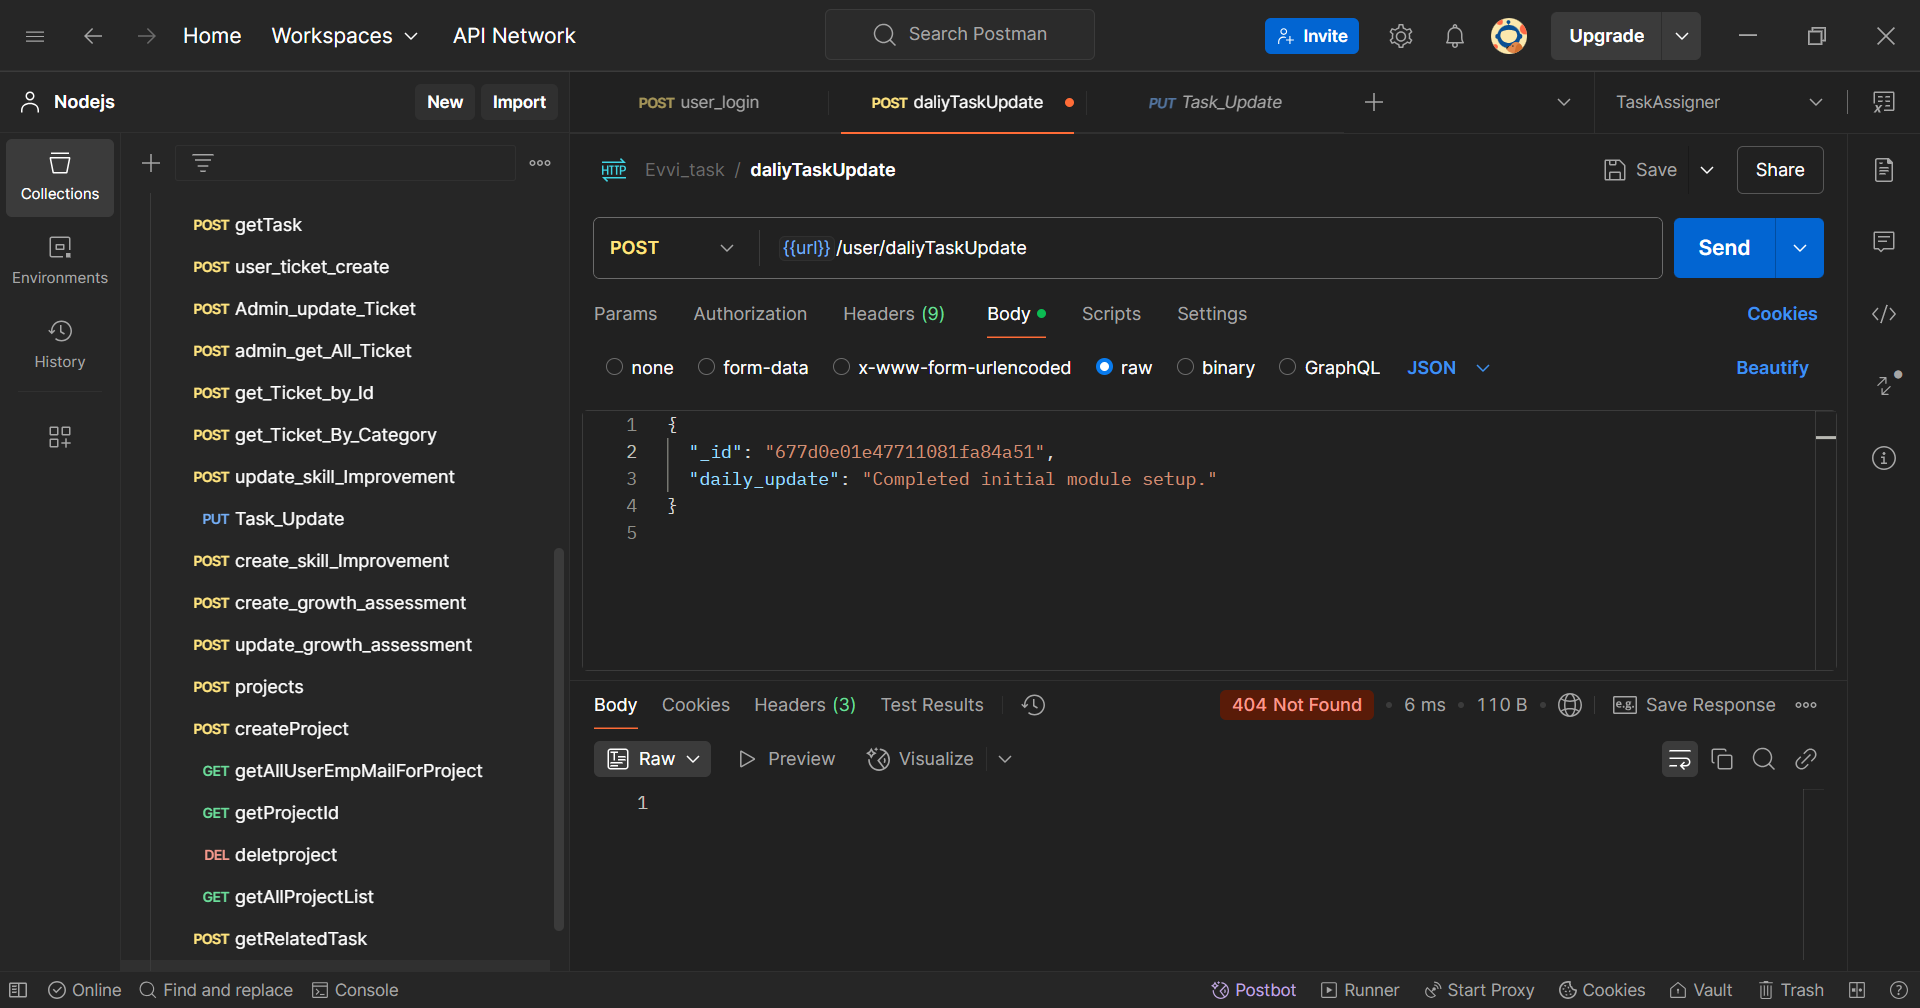 Home Workspaces API Network Search Postman Invite Upgrade
Nodejs New Import
POST user_login POST daliyTaskUpdate PUT Task_Update TaskAssigner
Collections
Environments
History
POST getTask
POST user_ticket_create
POST Admin_update_Ticket
POST admin_get_All_Ticket
POST get_Ticket_by_Id
POST get_Ticket_By_Category
POST update_skill_Improvement
PUT Task_Update
POST create_skill_Improvement
POST create_growth_assessment
POST update_growth_assessment
POST projects
POST createProject
GET getAllUserEmpMailForProject
GET getProjectId
DEL deletproject
GET getAllProjectList
POST getRelatedTask
HTTP Evvi_task / daliyTaskUpdate Save Share
POST {{url}} /user/daliyTaskUpdate Send
Params Authorization Headers (9) Body Scripts Settings Cookies
none form-data x-www-form-urlencoded raw binary GraphQL JSON Beautify
1 {
2 "_id": "677d0e01e47711081fa84a51",
3 "daily_update": "Completed initial module setup."
4 }
5
Body Cookies Headers (3) Test Results 404 Not Found • 6 ms • 110 B • e.g. Save Response
Raw Preview Visualize
1
Online Find and replace Console Postbot Runner Start Proxy Cookies Vault Trash